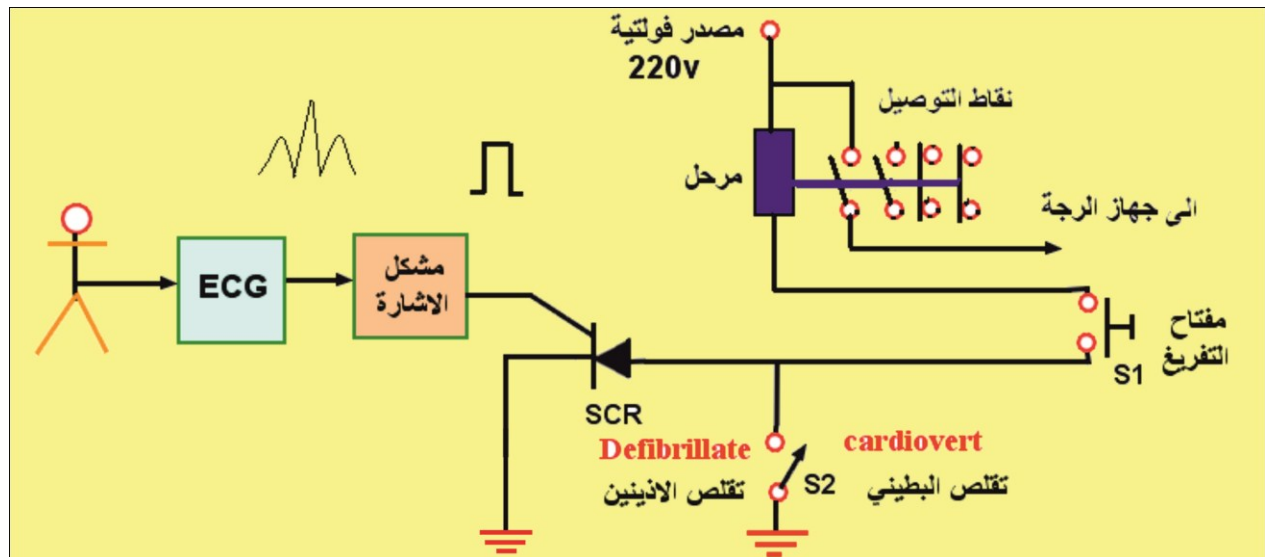 مصدر فولتية
220v
نقاط التوصيل
مرحل
الى جهاز الرجة
ECG
مشكل
الاشارة
مفتاح
التفريغ
S1
SCR
Defibrillate
cardiovert
S2
تقلص الاذينين
تقلص البطيني